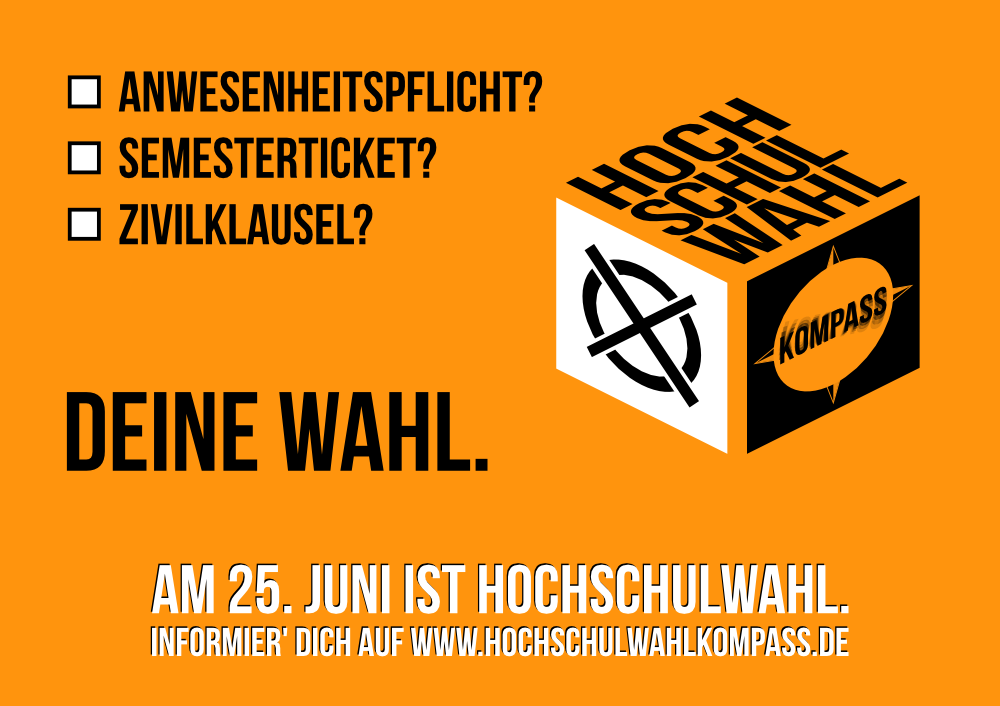 ANWESENHEITSPFLICHT?
SEMESTERTICKET?
ZIVILKLAUSEL?
HOCH
SCHUL
WAHL
KOMPASS
DEINE WAHL.
AM 25. JUNI IST HOCHSCHULWAHL.
INFORMIER' DICH AUF WWW.HOCHSCHULWAHLKOMPASS.DE